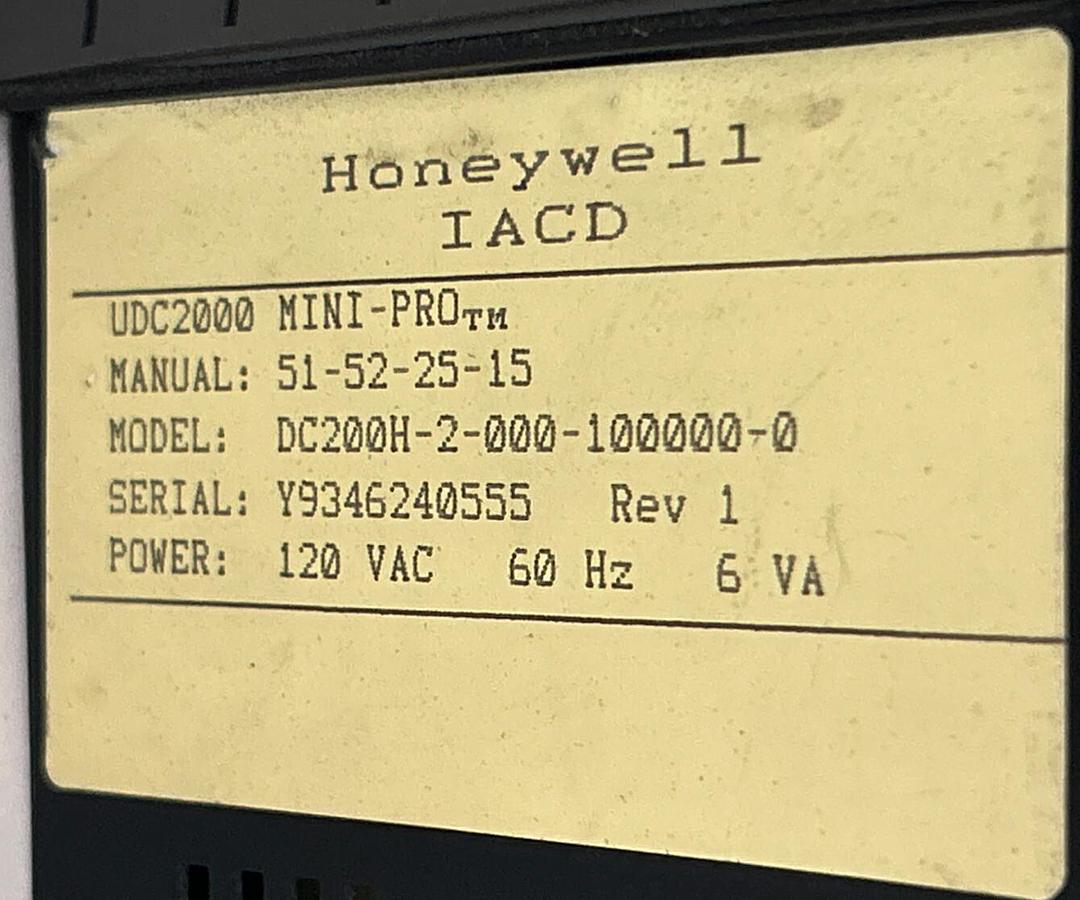 Honeywell
IACD
UDC2000 MINI-PRO™
MANUAL: 51-52-25-15
MODEL: DC200H-2-000-100000-0
SERIAL: Y9346240555 Rev 1
POWER: 120 VAC 60 Hz 6 VA